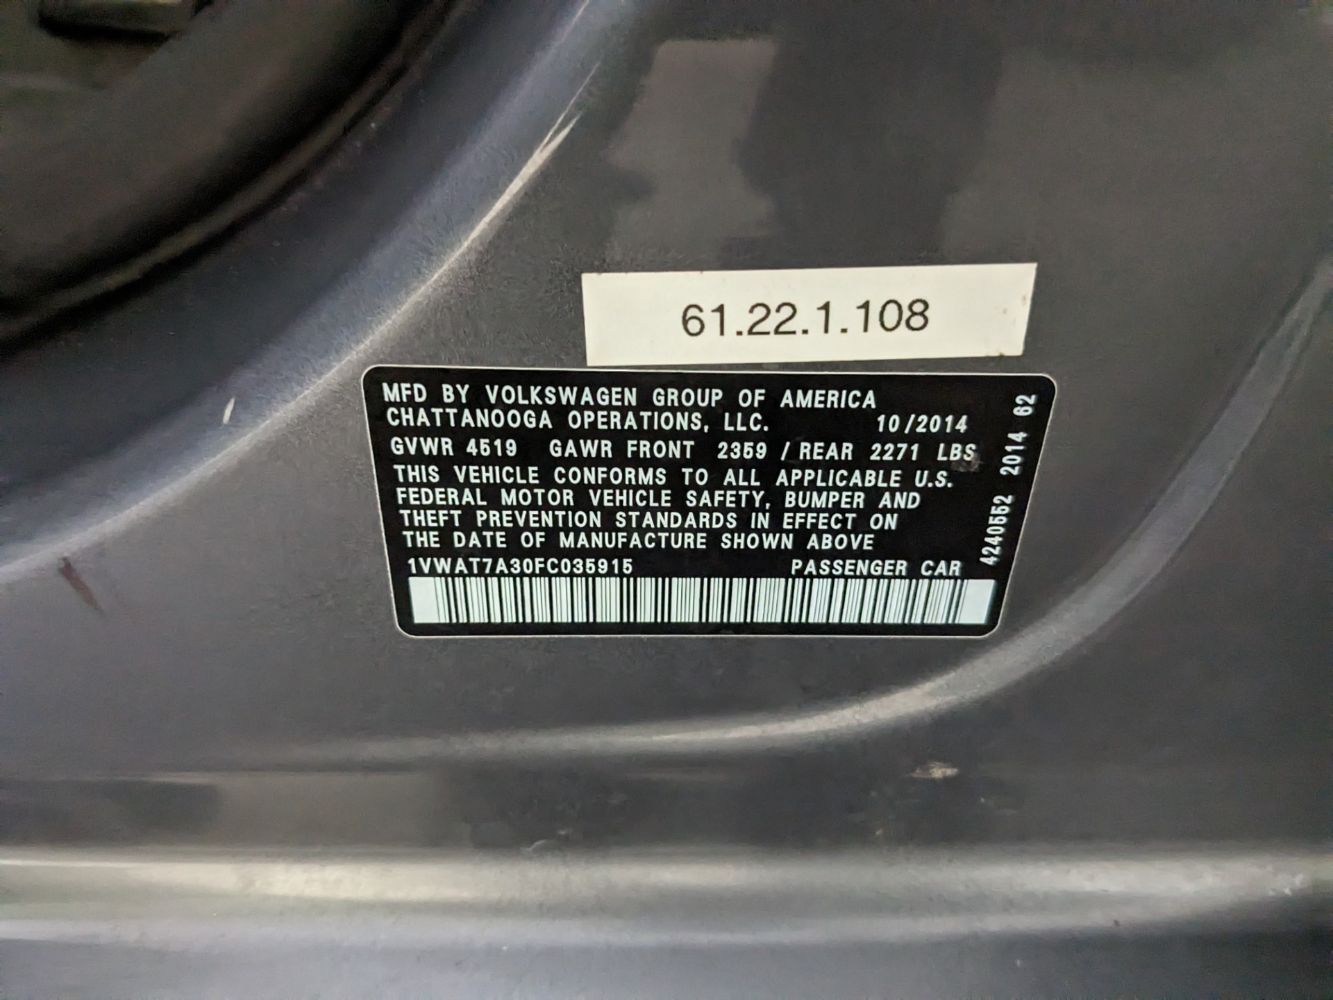 61.22.1.108
MFD BY VOLKSWAGEN GROUP OF AMERICA
CHATTANOOGA OPERATIONS, LLC. 10/2014
GVWR 4519 GAWR FRONT 2359 / REAR 2271 LBS
THIS VEHICLE CONFORMS TO ALL APPLICABLE U.S.
FEDERAL MOTOR VEHICLE SAFETY, BUMPER AND
THEFT PREVENTION STANDARDS IN EFFECT ON
THE DATE OF MANUFACTURE SHOWN ABOVE
1VWAT7A30FC035915 PASSENGER CAR
4240552 2014 62